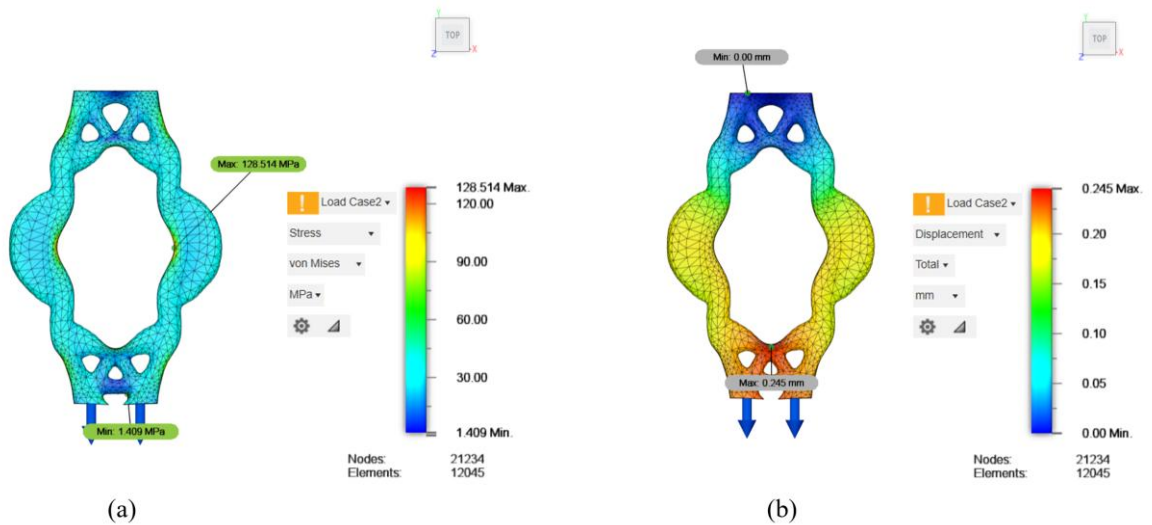 Y
TOP
Z
X
Max: 128.514 MPa
Load Case2
Stress
von Mises
MPa
128.514 Max.
120.00
90.00
60.00
30.00
1.409 Min.
Min: 1.409 MPa
Nodes: 21234
Elements: 12045
(a)
Y
TOP
Z
X
Min: 0.00 mm
Load Case2
Displacement
Total
mm
0.245 Max.
0.20
0.15
0.10
0.05
0.00 Min.
Max: 0.245 mm
Nodes: 21234
Elements: 12045
(b)